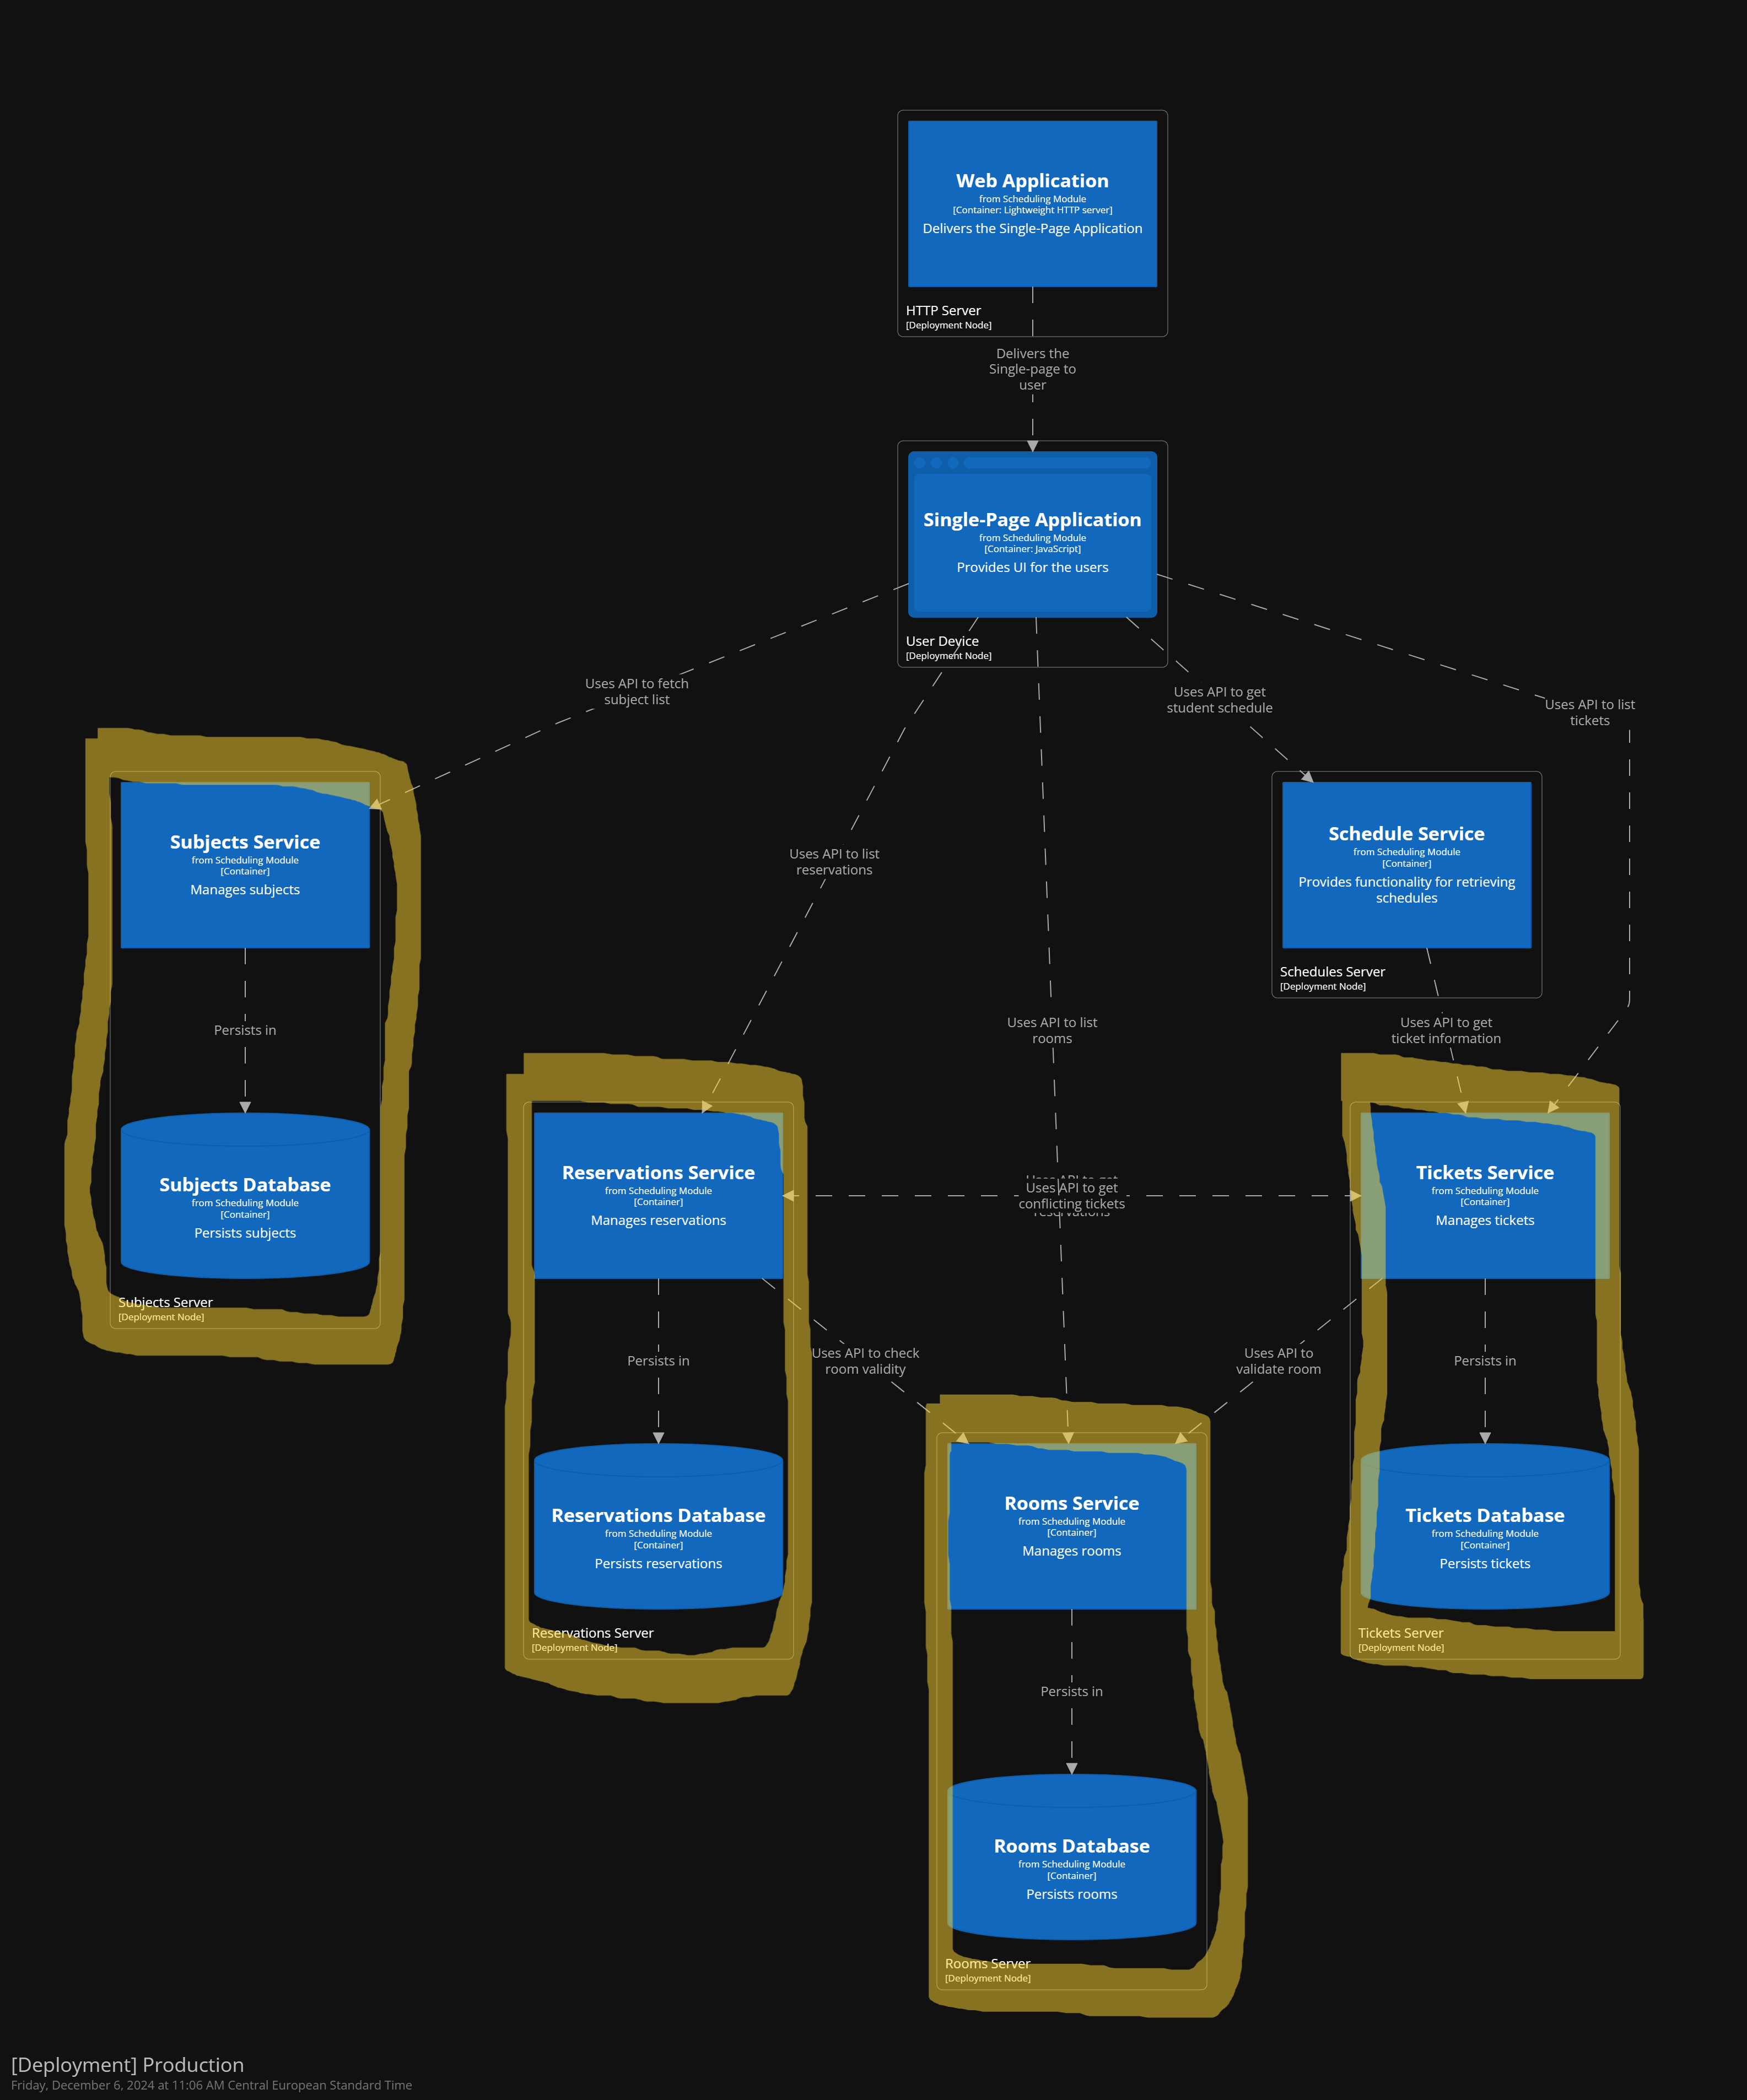 Web Application
from Scheduling Module
[Container: Lightweight HTTP server]
Delivers the Single-Page Application
HTTP Server
[Deployment Node]
Delivers the
Single-page to
user
Single-Page Application
from Scheduling Module
[Container: JavaScript]
Provides UI for the users
User Device
[Deployment Node]
Uses API to fetch
subject list
Uses API to get
student schedule
Uses API to list
tickets
Subjects Service
from Scheduling Module
[Container]
Manages subjects
Schedule Service
from Scheduling Module
[Container]
Provides functionality for retrieving
schedules
Schedules Server
[Deployment Node]
Uses API to list
reservations
Persists in
Uses API to list
rooms
Uses API to get
ticket information
Subjects Database
from Scheduling Module
[Container]
Persists subjects
Subjects Server
[Deployment Node]
Reservations Service
from Scheduling Module
[Container]
Manages reservations
Uses API to get
conflicting tickets
reservations
Tickets Service
from Scheduling Module
[Container]
Manages tickets
Persists in
Uses API to check
room validity
Uses API to
validate room
Persists in
Reservations Database
from Scheduling Module
[Container]
Persists reservations
Reservations Server
[Deployment Node]
Rooms Service
from Scheduling Module
[Container]
Manages rooms
Tickets Database
from Scheduling Module
[Container]
Persists tickets
Tickets Server
[Deployment Node]
Persists in
Rooms Database
from Scheduling Module
[Container]
Persists rooms
Rooms Server
[Deployment Node]
[Deployment] Production
Friday, December 6, 2024 at 11:06 AM Central European Standard Time